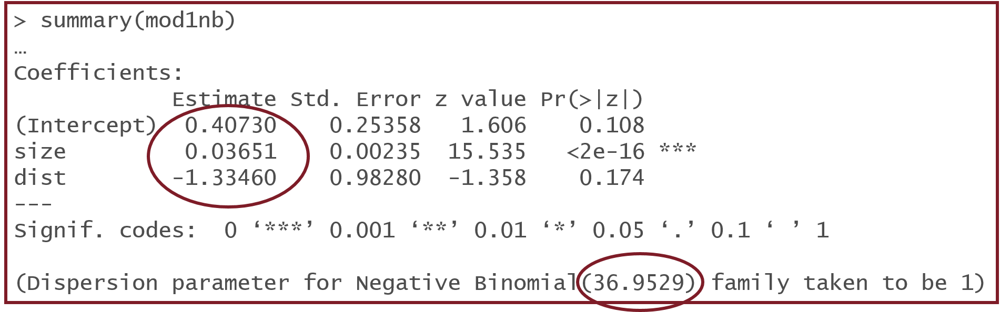 > summary(mod1nb)
…
Coefficients:
Estimate Std. Error z value Pr(>|z|)
(Intercept) 0.40730 0.25358 1.606 0.108
size 0.03651 0.00235 15.535 <2e-16 ***
dist -1.33460 0.98280 -1.358 0.174
---
Signif. codes: 0 ‘***’ 0.001 ‘**’ 0.01 ‘*’ 0.05 ‘.’ 0.1 ‘ ’ 1
(Dispersion parameter for Negative Binomial(36.9529) family taken to be 1)